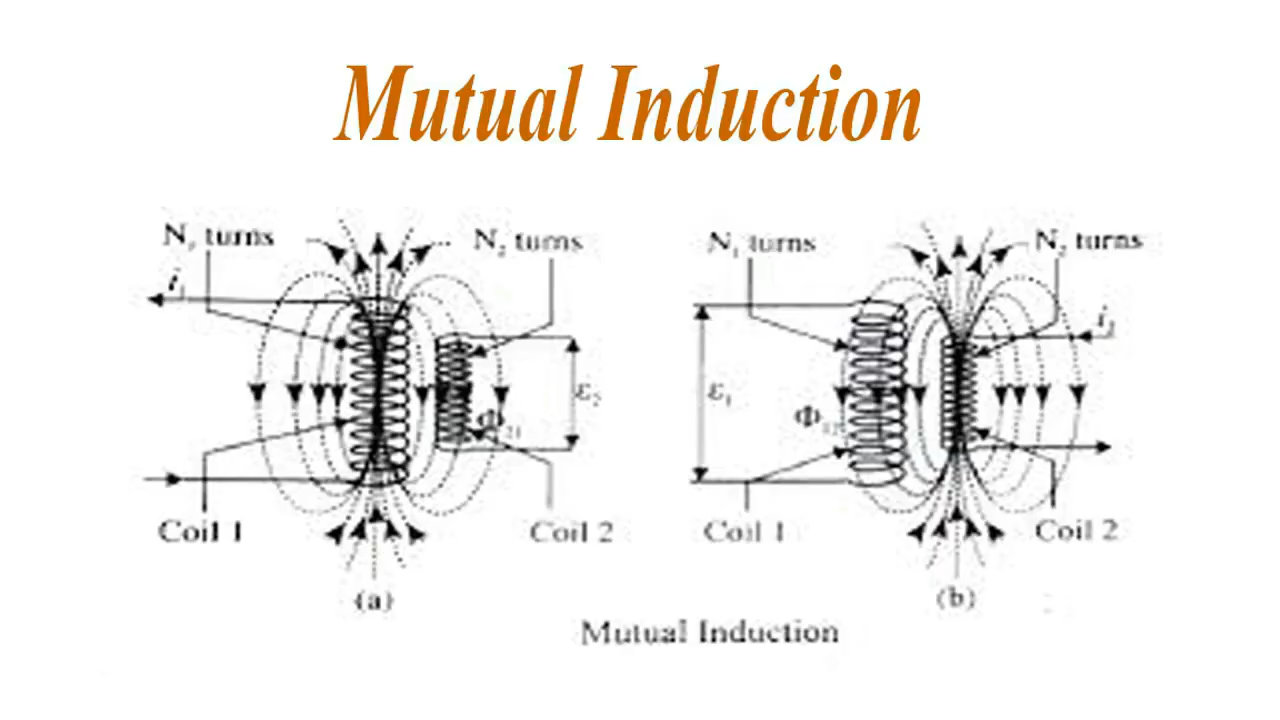 Mutual Induction
N₁ turns
N₂ turns
i₁
ε₂
Φ₂₁
Coil 1
Coil 2
(a)
N₁ turns
N₂ turns
i₂
ε₁
Φ₁₂
Coil 1
Coil 2
(b)
Mutual Induction